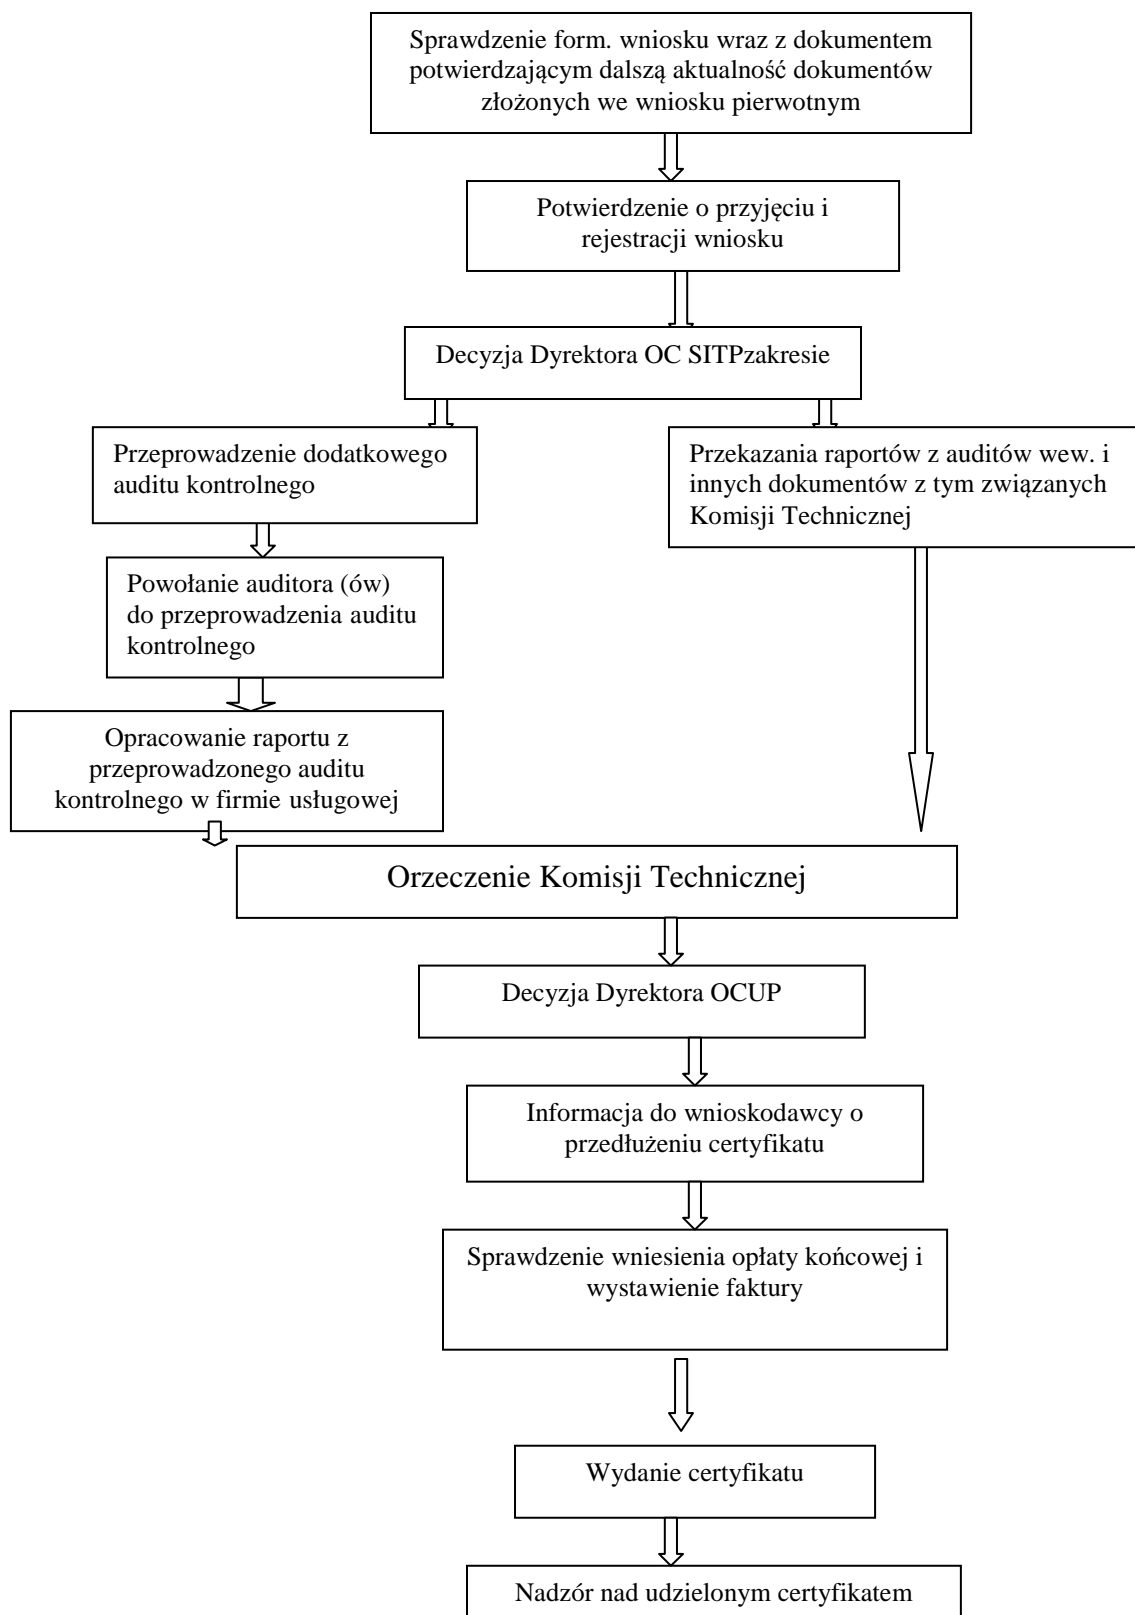 Sprawdzenie form. wniosku wraz z dokumentem
potwierdzającym dalszą aktualność dokumentów
złożonych we wniosku pierwotnym
Potwierdzenie o przyjęciu i
rejestracji wniosku
Decyzja Dyrektora OC SITPzakresie
Przeprowadzenie dodatkowego
auditu kontrolnego
Przekazania raportów z auditów wew. i
innych dokumentów z tym związanych
Komisji Technicznej
Powołanie auditora (ów)
do przeprowadzenia auditu
kontrolnego
Opracowanie raportu z
przeprowadzonego auditu
kontrolnego w firmie usługowej
Orzeczenie Komisji Technicznej
Decyzja Dyrektora OCUP
Informacja do wnioskodawcy o
przedłużeniu certyfikatu
Sprawdzenie wniesienia opłaty końcowej i
wystawienie faktury
Wydanie certyfikatu
Nadzór nad udzielonym certyfikatem